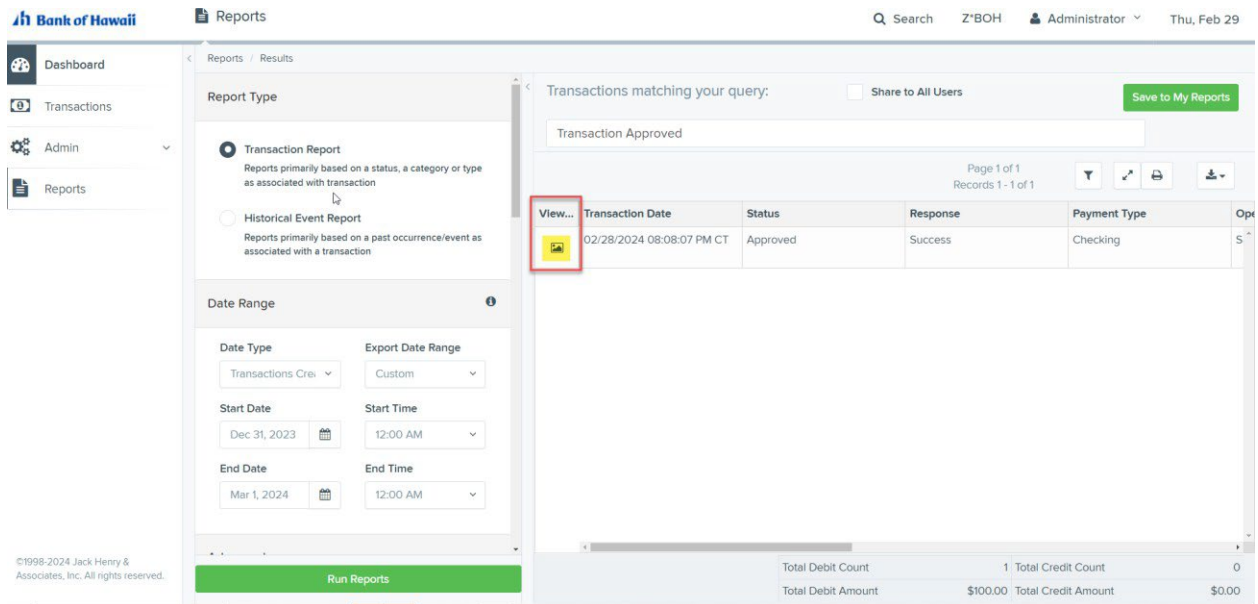 Bank of Hawaii
Reports
Search
Z*BOH
Administrator
Thu, Feb 29
Dashboard
Transactions
Admin
Reports
©1998-2024 Jack Henry &
Associates, Inc. All rights reserved.
Reports / Results
Report Type
Transaction Report
Reports primarily based on a status, a category or type
as associated with transaction
Historical Event Report
Reports primarily based on a past occurrence/event as
associated with a transaction
Date Range
Date Type
Export Date Range
Transactions Cre
Custom
Start Date
Start Time
Dec 31, 2023
12:00 AM
End Date
End Time
Mar 1, 2024
12:00 AM
Run Reports
Transactions matching your query:
Share to All Users
Save to My Reports
Transaction Approved
Page 1 of 1
Records 1 - 1 of 1
View... Transaction Date Status Response Payment Type Ope
02/28/2024 08:08:07 PM CT Approved Success Checking S
Total Debit Count 1 Total Credit Count 0
Total Debit Amount $100.00 Total Credit Amount $0.00